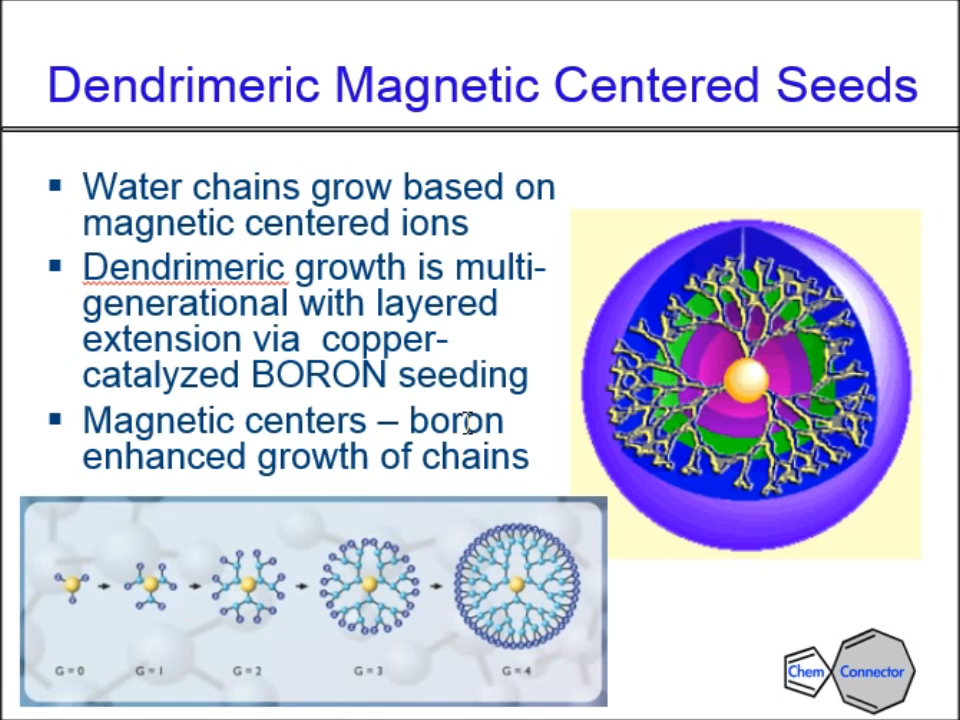 Dendrimeric Magnetic Centered Seeds
Water chains grow based on
magnetic centered ions
Dendrimeric growth is multi-
generational with layered
extension via  copper-
catalyzed BORON seeding
Magnetic centers – boron
enhanced growth of chains
G=0 G=1 G=2 G=3 G=4
Chem Connector